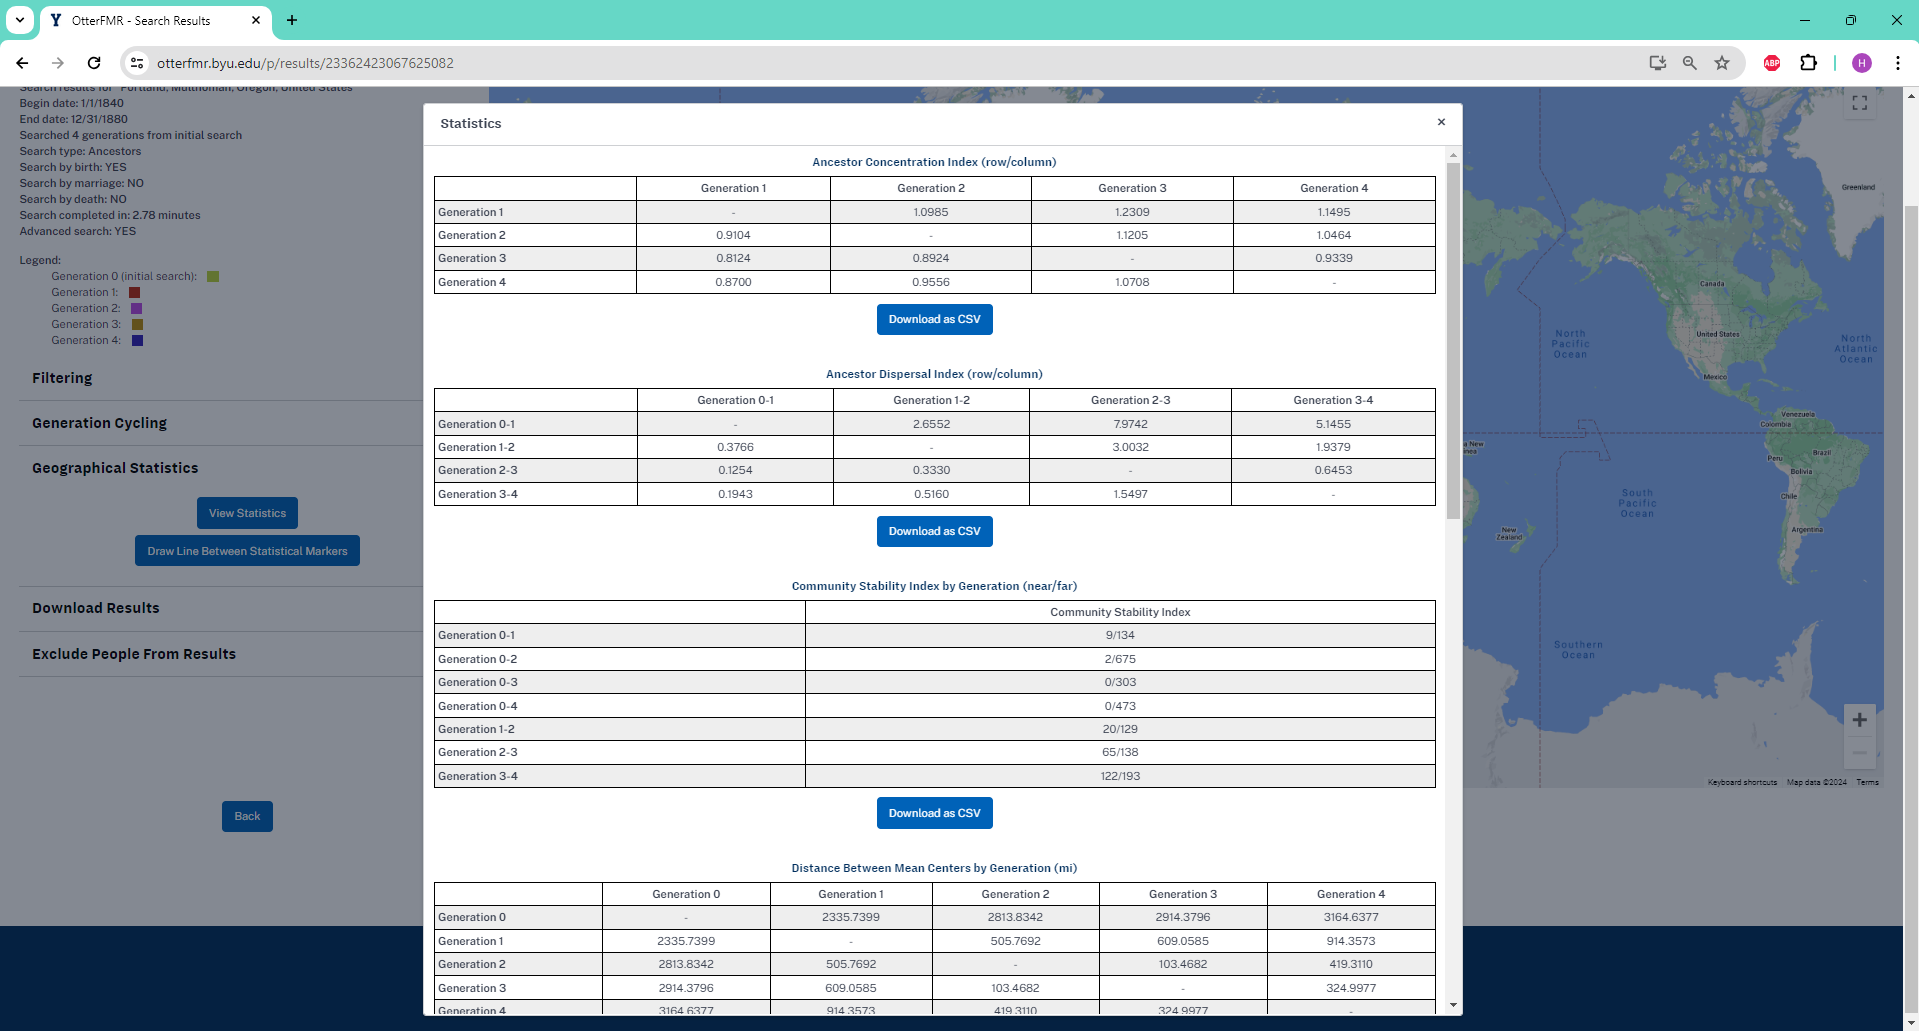 OtterFMR - Search Results
otterfmr.byu.edu/p/results/23362423067625082
ABP
H
Search results for "Portland, Multnomah, Oregon, United States"
Begin date: 1/1/1840
End date: 12/31/1880
Searched 4 generations from initial search
Search type: Ancestors
Search by birth: YES
Search by marriage: NO
Search by death: NO
Search completed in: 2.78 minutes
Advanced search: YES
Legend:
Generation 0 (initial search):
Generation 1:
Generation 2:
Generation 3:
Generation 4:
Filtering
Generation Cycling
Geographical Statistics
View Statistics
Draw Line Between Statistical Markers
Download Results
Exclude People From Results
Back
Statistics
Ancestor Concentration Index (row/column)
Generation 1 Generation 2 Generation 3 Generation 4
Generation 1 - 1.0985 1.2309 1.1495
Generation 2 0.9104 - 1.1205 1.0464
Generation 3 0.8124 0.8924 - 0.9339
Generation 4 0.8700 0.9556 1.0708 -
Download as CSV
Ancestor Dispersal Index (row/column)
Generation 0-1 Generation 1-2 Generation 2-3 Generation 3-4
Generation 0-1 - 2.6552 7.9742 5.1455
Generation 1-2 0.3766 - 3.0032 1.9379
Generation 2-3 0.1254 0.3330 - 0.6453
Generation 3-4 0.1943 0.5160 1.5497 -
Download as CSV
Community Stability Index by Generation (near/far)
Community Stability Index
Generation 0-1 9/134
Generation 0-2 2/675
Generation 0-3 0/303
Generation 0-4 0/473
Generation 1-2 20/129
Generation 2-3 65/138
Generation 3-4 122/193
Download as CSV
Distance Between Mean Centers by Generation (mi)
Generation 0 Generation 1 Generation 2 Generation 3 Generation 4
Generation 0 - 2335.7399 2813.8342 2914.3796 3164.6377
Generation 1 2335.7399 - 505.7692 609.0585 914.3573
Generation 2 2813.8342 505.7692 - 103.4682 419.3110
Generation 3 2914.3796 609.0585 103.4682 - 324.9977
Generation 4 3164.6377 914.3573 419.3110 324.9977 -
Greenland
Canada
United States
North
Pacific
Ocean
North
Atlantic
Ocean
Mexico
Venezuela
Colombia
Peru
Brazil
Bolivia
Chile
Argentina
South
Pacific
Ocean
New
Zealand
Southern
Ocean
Keyboard shortcuts Map data ©2024 Terms